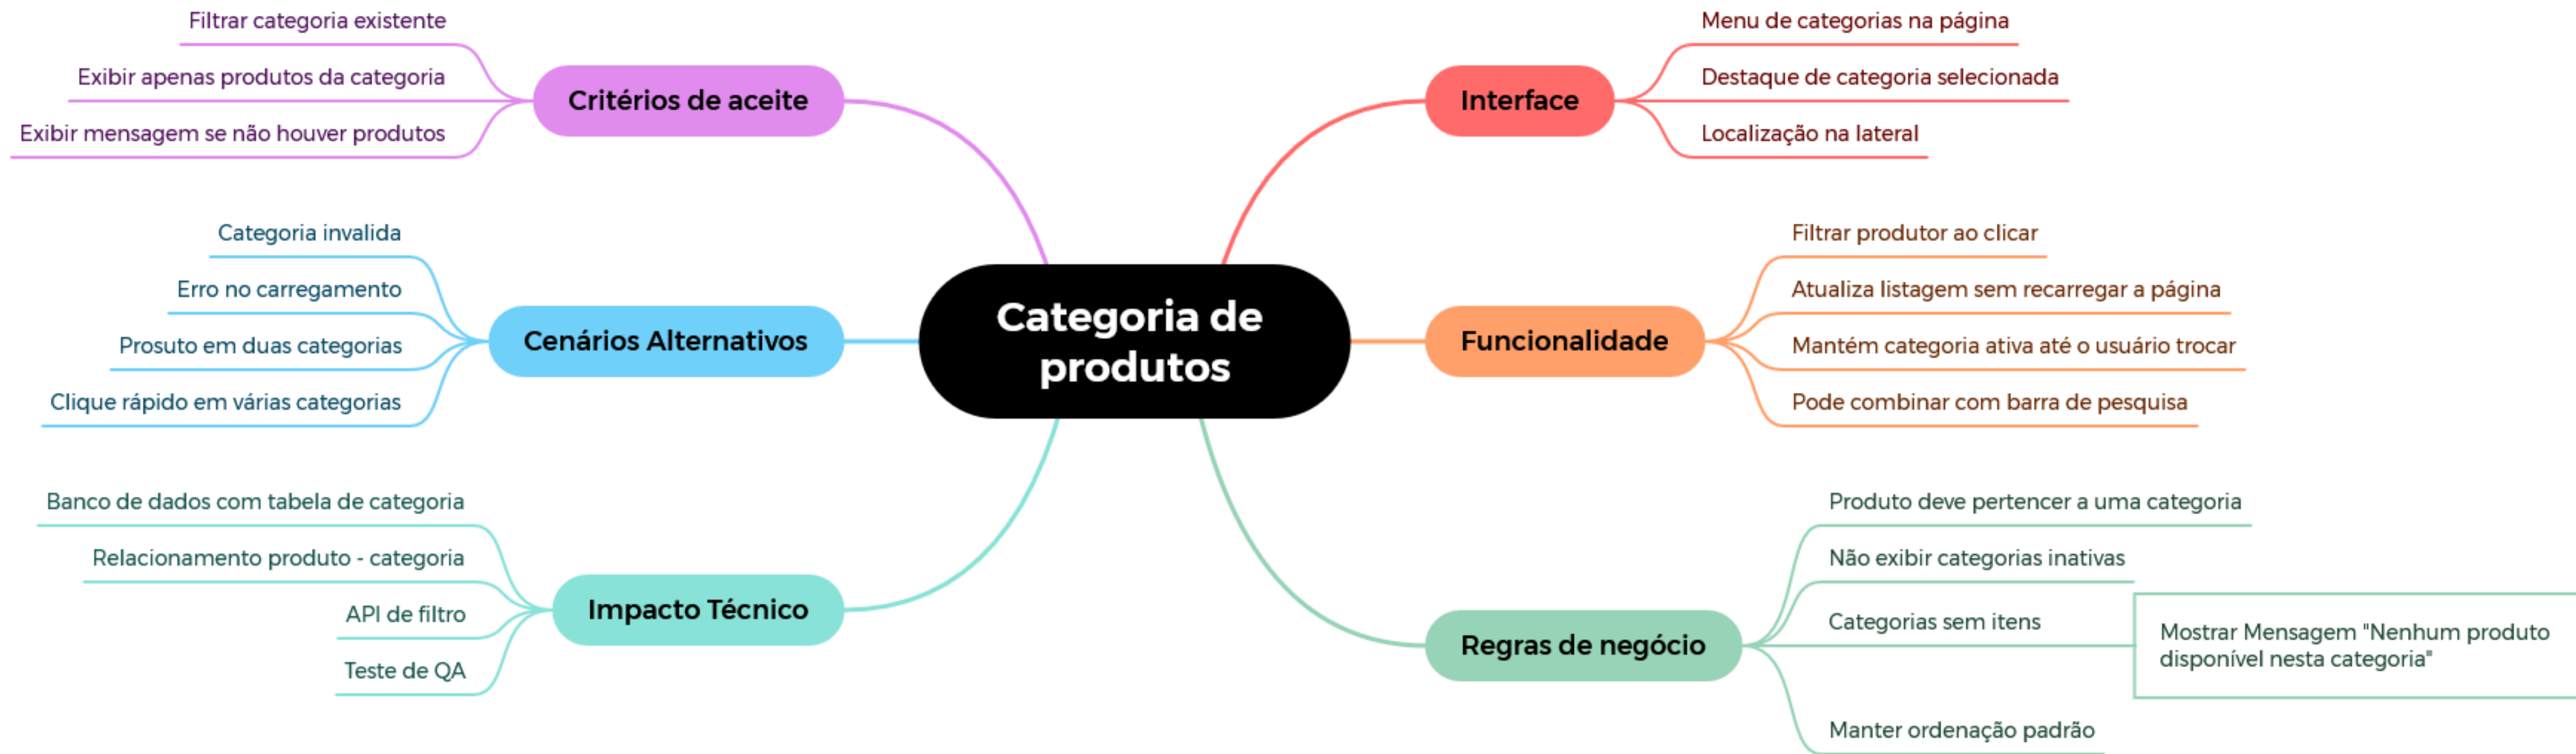 Categoria de
produtos
Critérios de aceite
Filtrar categoria existente
Exibir apenas produtos da categoria
Exibir mensagem se não houver produtos
Cenários Alternativos
Categoria invalida
Erro no carregamento
Prosuto em duas categorias
Clique rápido em várias categorias
Impacto Técnico
Banco de dados com tabela de categoria
Relacionamento produto - categoria
API de filtro
Teste de QA
Interface
Menu de categorias na página
Destaque de categoria selecionada
Localização na lateral
Funcionalidade
Filtrar produtor ao clicar
Atualiza listagem sem recarregar a página
Mantém categoria ativa até o usuário trocar
Pode combinar com barra de pesquisa
Regras de negócio
Produto deve pertencer a uma categoria
Não exibir categorias inativas
Categorias sem itens
Mostrar Mensagem "Nenhum produto
disponível nesta categoria"
Manter ordenação padrão